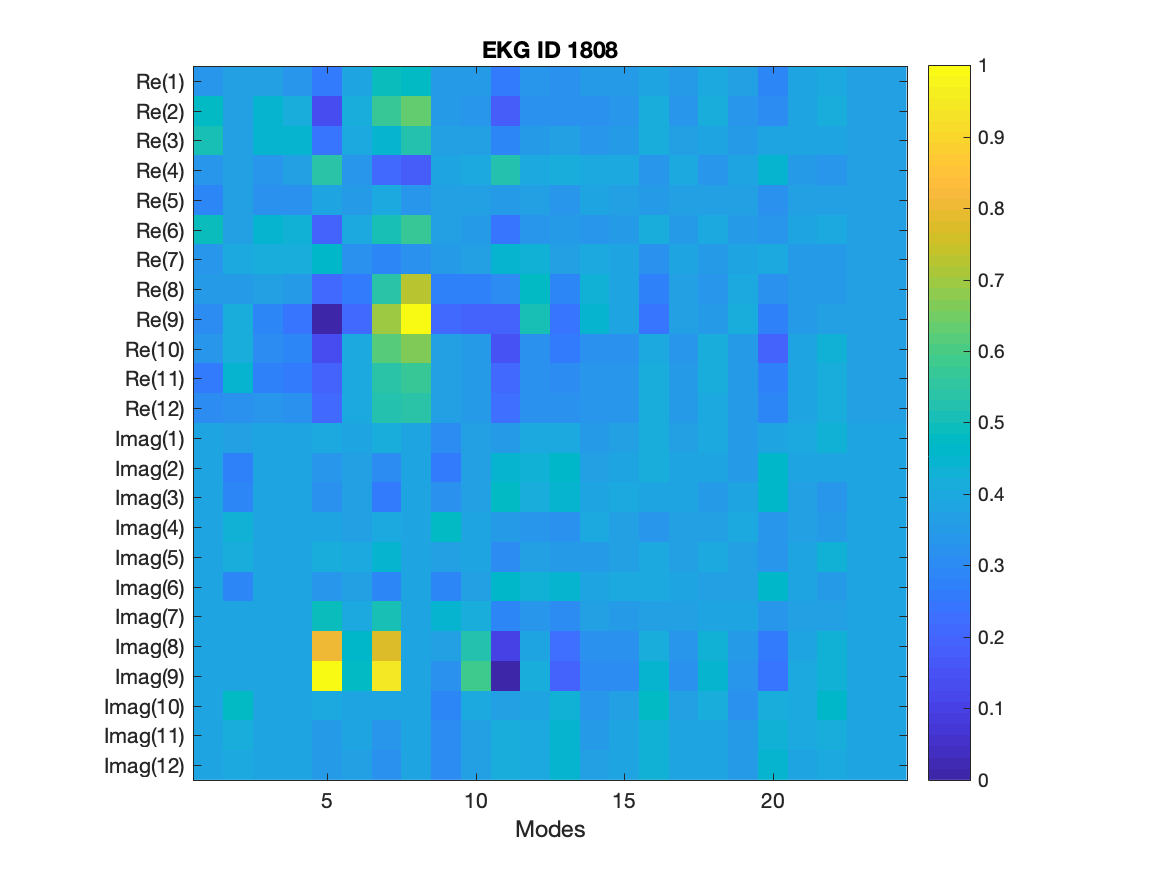 EKG ID 1808
Re(1)
Re(2)
Re(3)
Re(4)
Re(5)
Re(6)
Re(7)
Re(8)
Re(9)
Re(10)
Re(11)
Re(12)
Imag(1)
Imag(2)
Imag(3)
Imag(4)
Imag(5)
Imag(6)
Imag(7)
Imag(8)
Imag(9)
Imag(10)
Imag(11)
Imag(12)
5 10 15 20
Modes
1
0.9
0.8
0.7
0.6
0.5
0.4
0.3
0.2
0.1
0